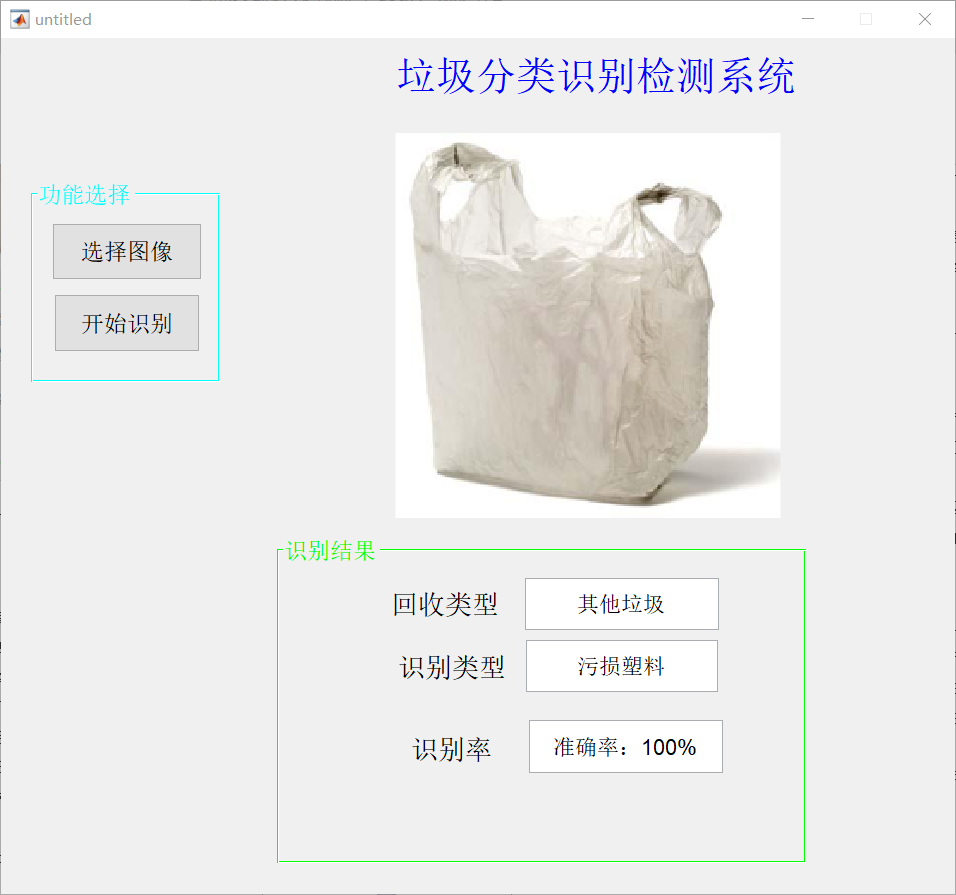 untitled
垃圾分类识别检测系统
功能选择
选择图像
开始识别
识别结果
回收类型 其他垃圾
识别类型 污损塑料
识别率 准确率：100%